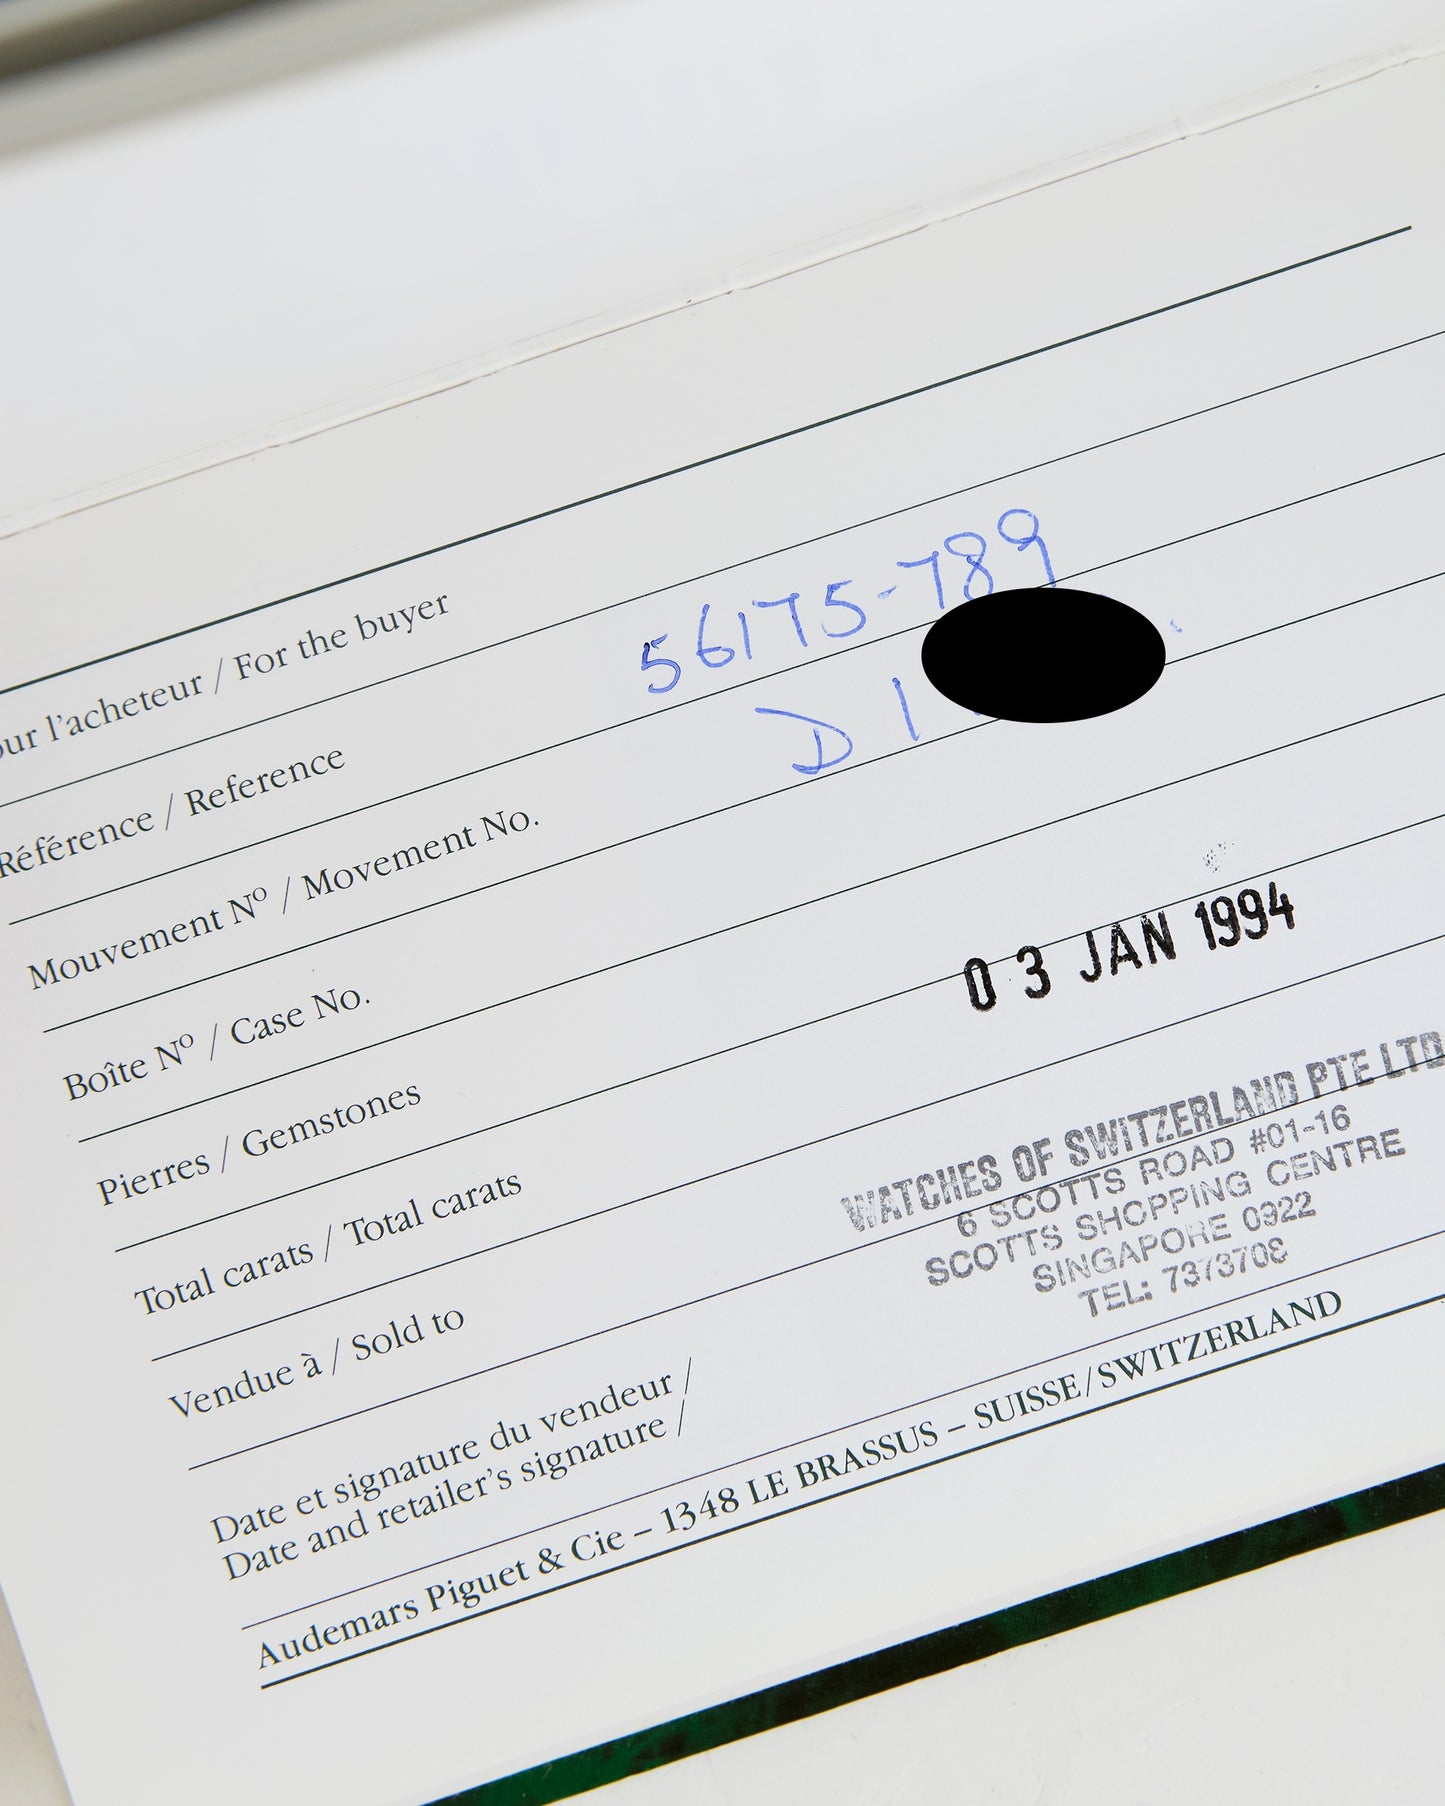 our l'acheteur / For the buyer
Référence / Reference 56175-789
Mouvement Nº / Movement No. D 1
Boîte Nº / Case No.
Pierres / Gemstones
Total carats / Total carats
Vendue à / Sold to
03 JAN 1994
Date et signature du vendeur /
Date and retailer's signature /
WATCHES OF SWITZERLAND PTE LTD
6 SCOTTS ROAD #01-16
SCOTTS SHOPPING CENTRE
SINGAPORE 0922
TEL: 7373708
Audemars Piguet & Cie – 1348 LE BRASSUS – SUISSE/SWITZERLAND